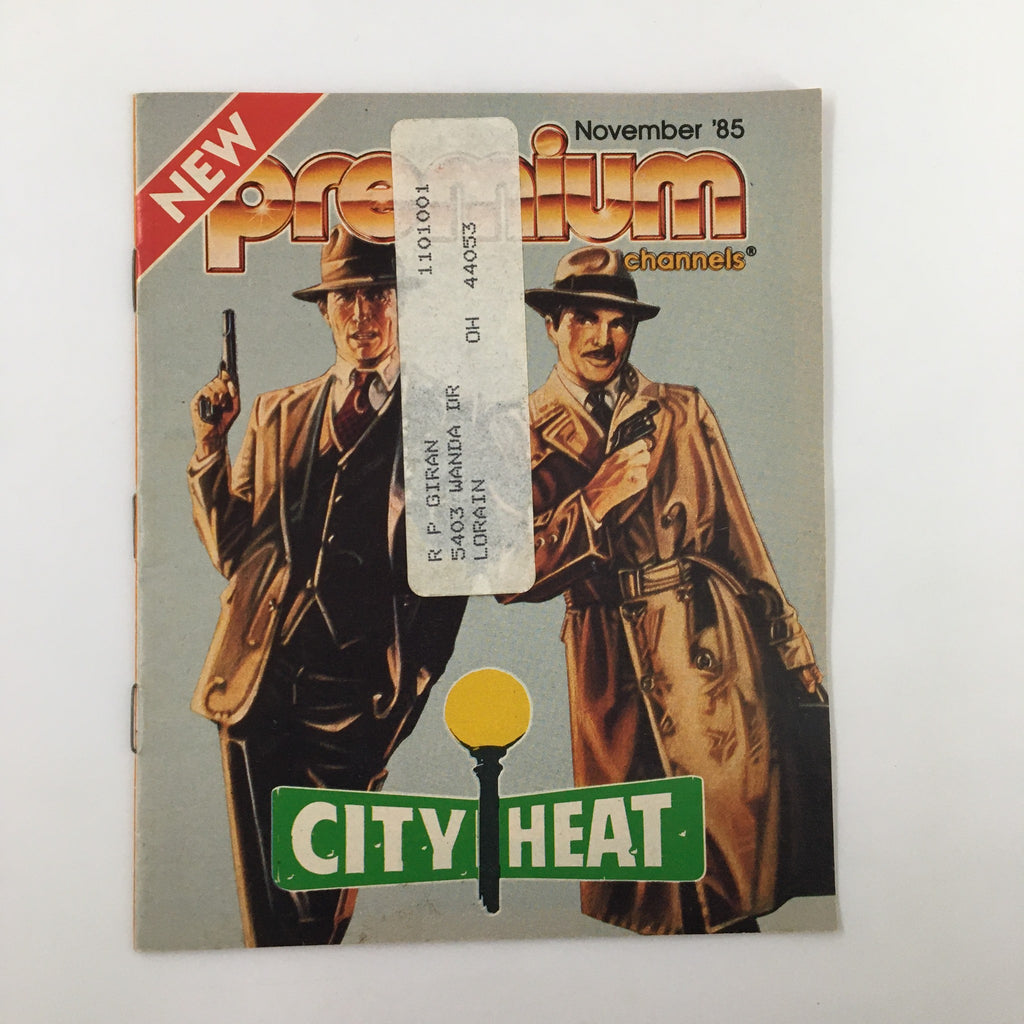 NEW
November '85
premium
channels®
1101001
R P GIRAN
5403 WANDA DR
LORAIN OH 44053
CITY HEAT